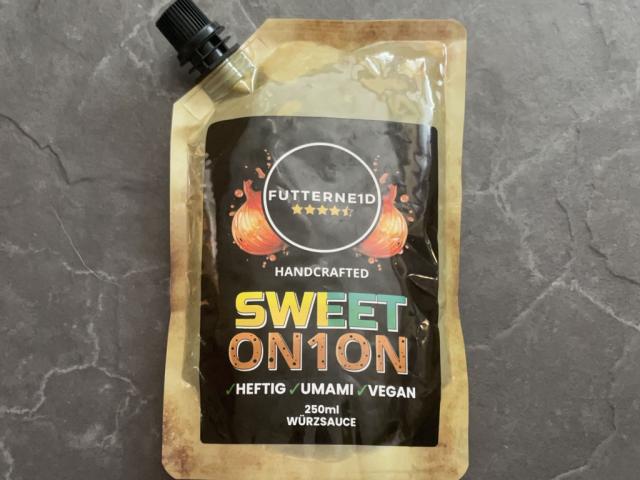 FUTTERNE1D
HANDCRAFTED
SWEET
ON1ON
✓HEFTIG ✓UMAMI ✓VEGAN
250ml
WÜRZSAUCE